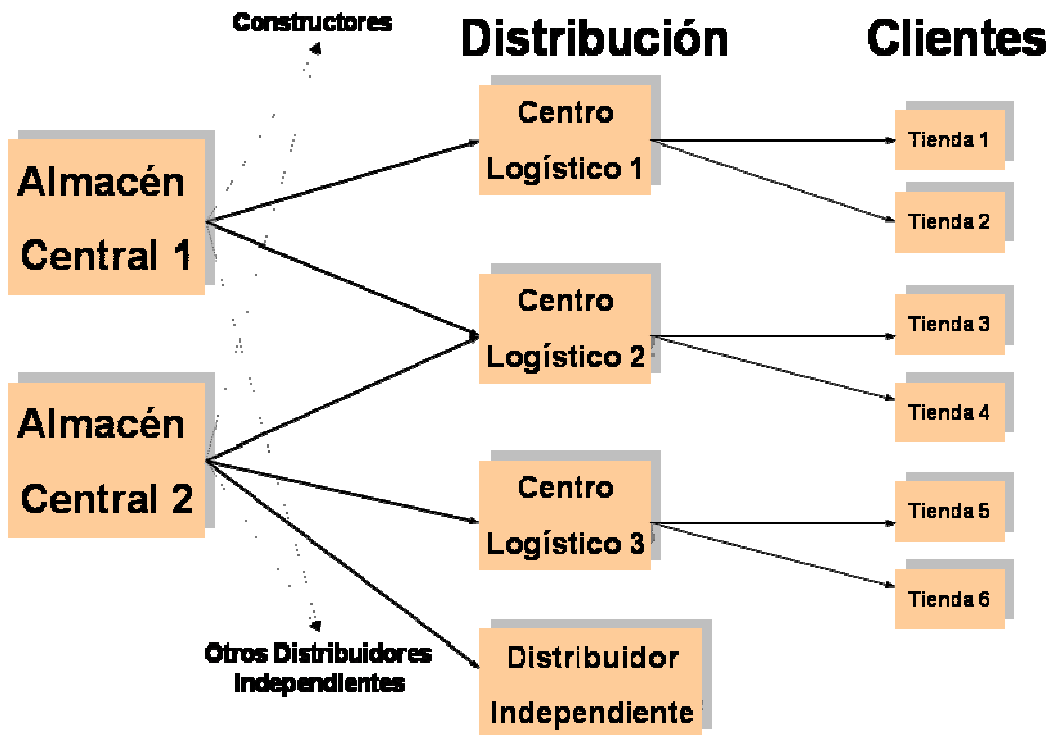 Constructores
Distribución
Clientes
Almacén
Central 1
Almacén
Central 2
Centro
Logístico 1
Centro
Logístico 2
Centro
Logístico 3
Distribuidor
Independiente
Tienda 1
Tienda 2
Tienda 3
Tienda 4
Tienda 5
Tienda 6
Otros Distribuidores
Independientes